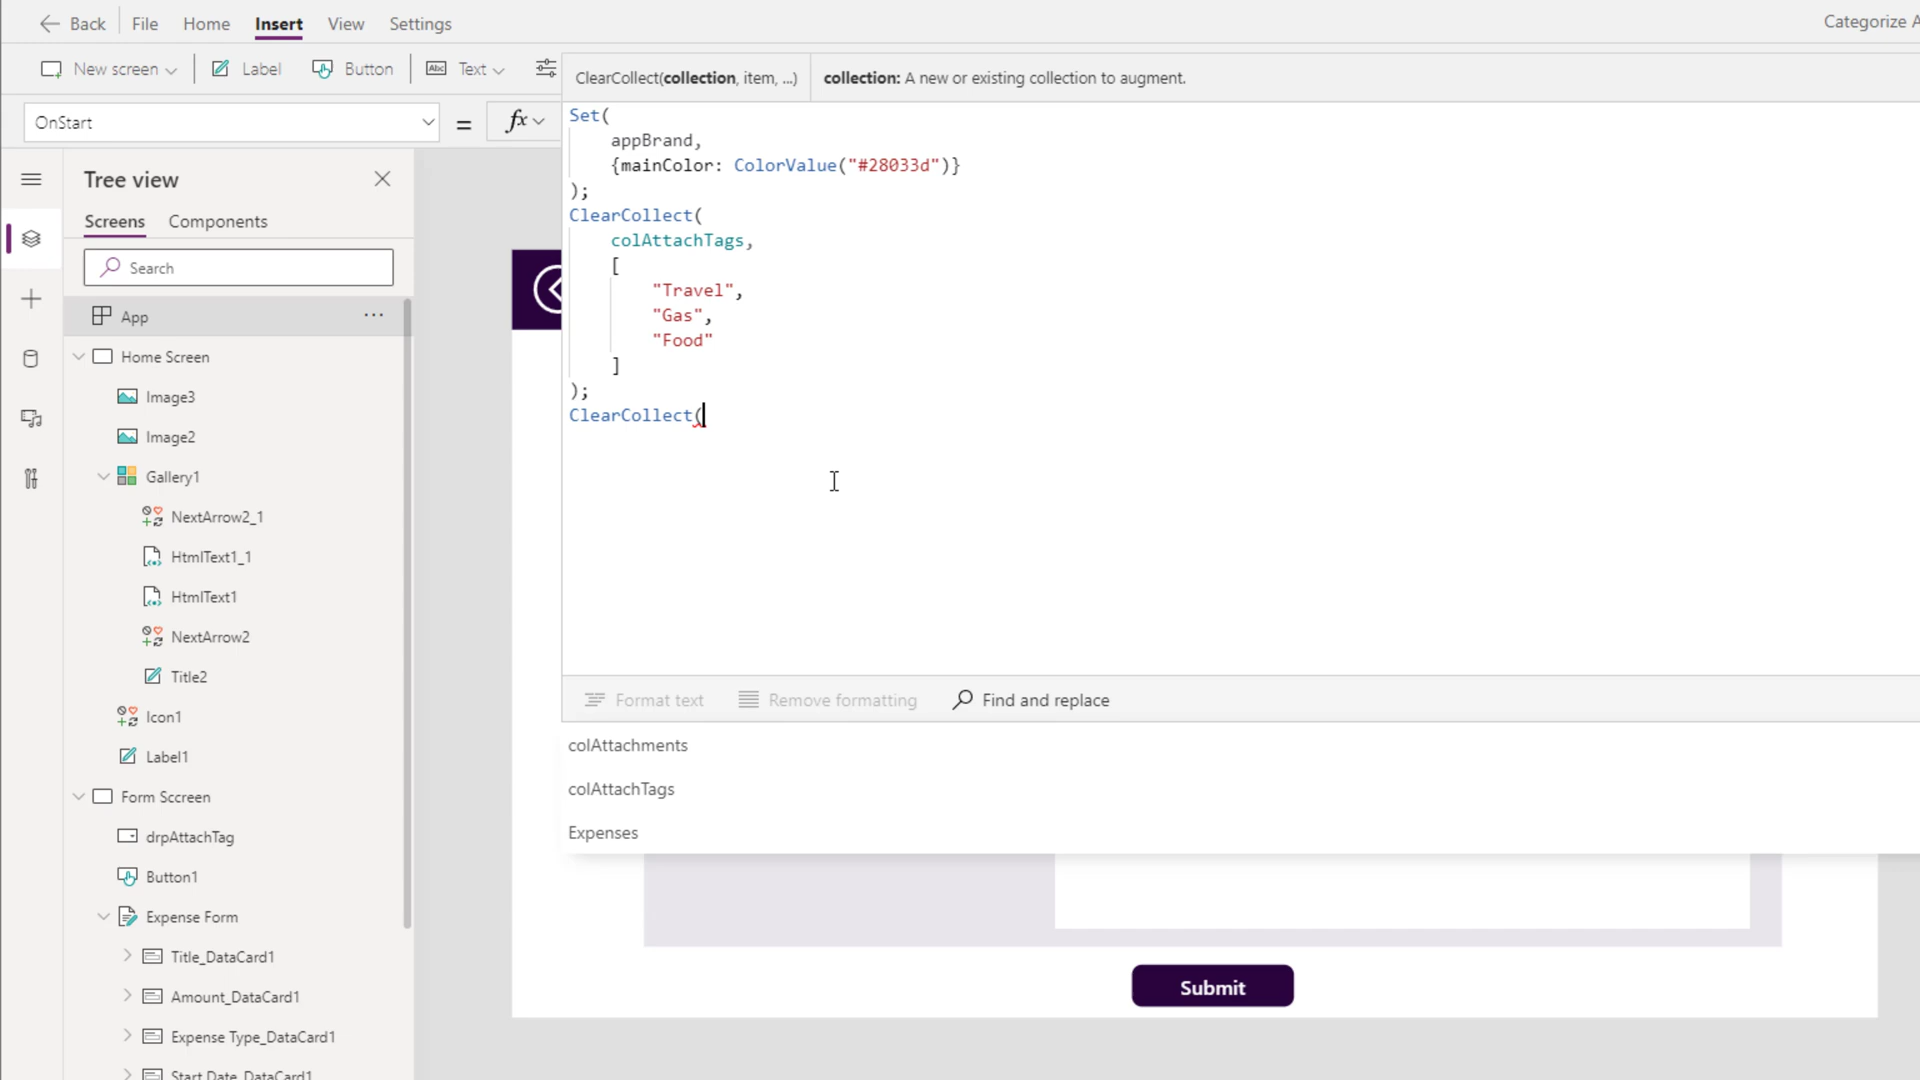 Back
File
Home
Insert
View
Settings
Categorize A
New screen
Label
Button
Abc
Text
ClearCollect(collection, item, ...)
collection: A new or existing collection to augment.
OnStart
=
fx
Set(
appBrand,
{mainColor: ColorValue("#28033d")}
);
ClearCollect(
colAttachTags,
[
"Travel",
"Gas",
"Food"
]
);
ClearCollect(
Tree view
Screens
Components
Search
App
...
Home Screen
Image3
Image2
Gallery1
NextArrow2_1
HtmlText1_1
HtmlText1
NextArrow2
Title2
Icon1
Label1
Form Sccreen
drpAttachTag
Button1
Expense Form
Title_DataCard1
Amount_DataCard1
Expense Type_DataCard1
Start Date_DataCard1
Format text
Remove formatting
Find and replace
colAttachments
colAttachTags
Expenses
Submit